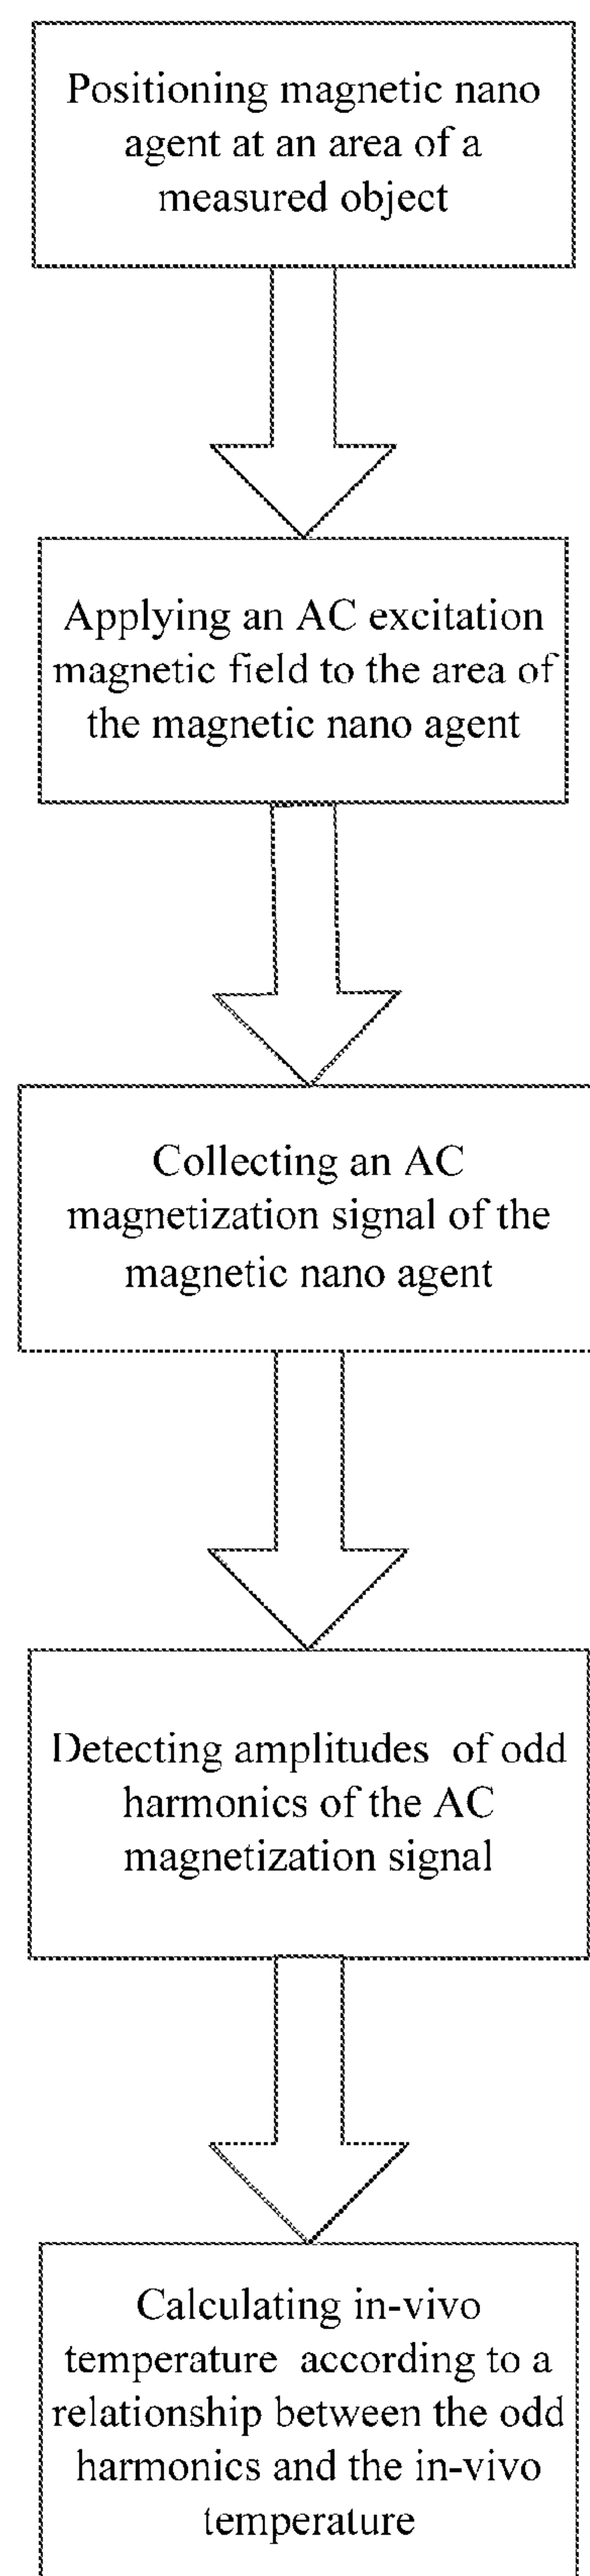 Positioning magnetic nano
agent at an area of a
measured object
Applying an AC excitation
magnetic field to the area of
the magnetic nano agent
Collecting an AC
magnetization signal of the
magnetic nano agent
Detecting amplitudes of odd
harmonics of the AC
magnetization signal
Calculating in-vivo
temperature according to a
relationship between the odd
harmonics and the in-vivo
temperature